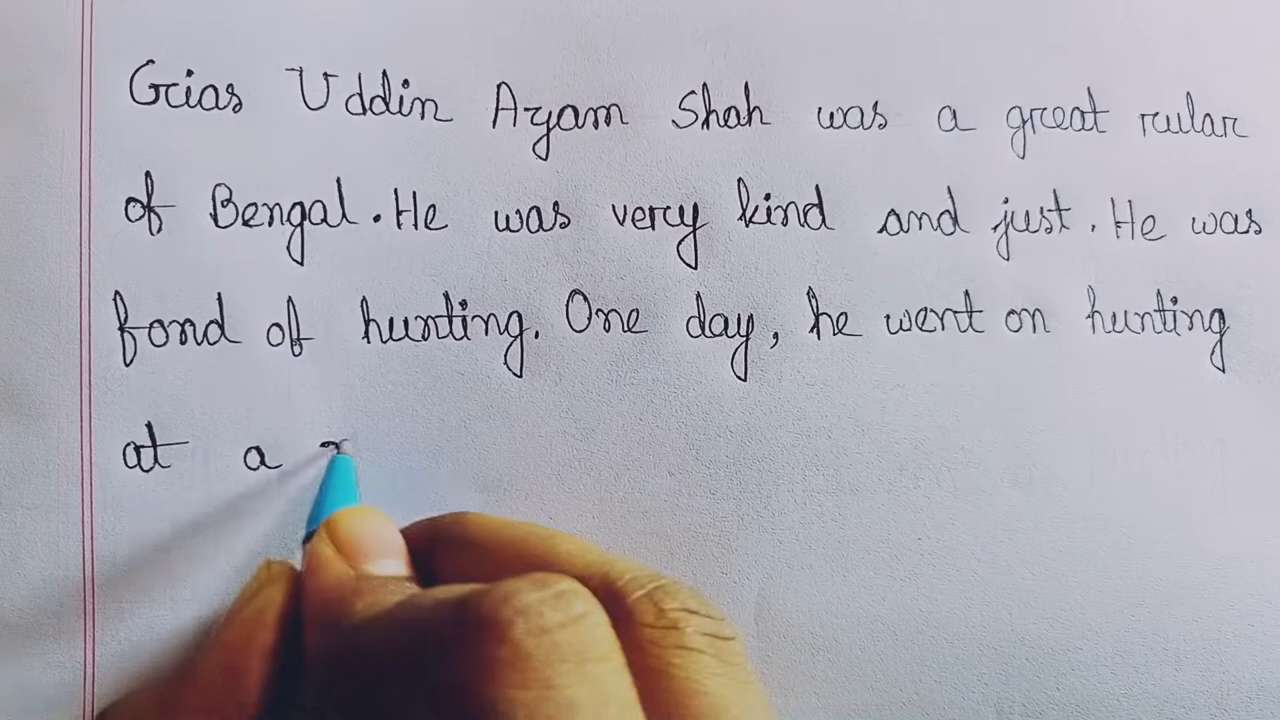 Gias Uddin Azam Shah was a great rular
of Bengal. He was very kind and just. He was
fond of hunting. One day, he went on hunting
at a